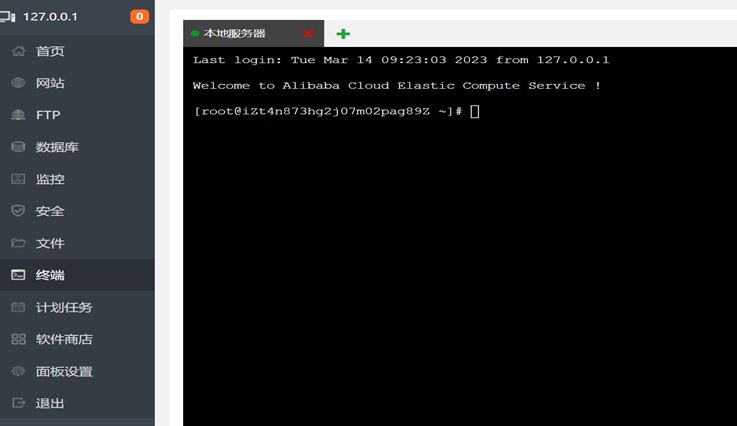 127.0.0.1
0
首页
网站
FTP
数据库
监控
安全
文件
终端
计划任务
软件商店
面板设置
退出
本地服务器
Last login: Tue Mar 14 09:23:03 2023 from 127.0.0.1
Welcome to Alibaba Cloud Elastic Compute Service !
[root@iZt4n873hg2j07m02pag89Z ~]#